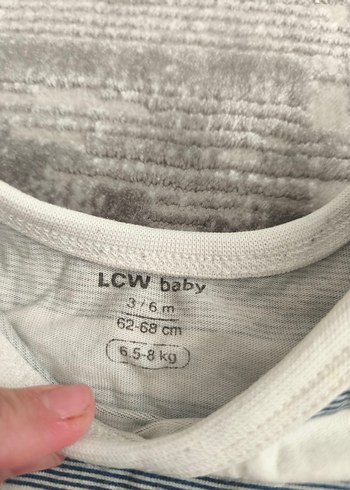 LCW baby
3 / 6 m
62-68 cm
6.5-8 kg